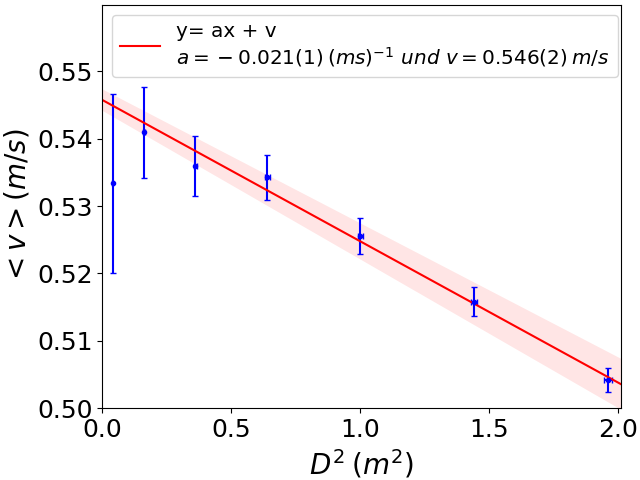 y= ax + v
a = −0.021(1) (ms)⁻¹ und v = 0.546(2) m/s
0.55
0.54
0.53
0.52
0.51
0.50
< v > (m/s)
0.0 0.5 1.0 1.5 2.0
D² (m²)